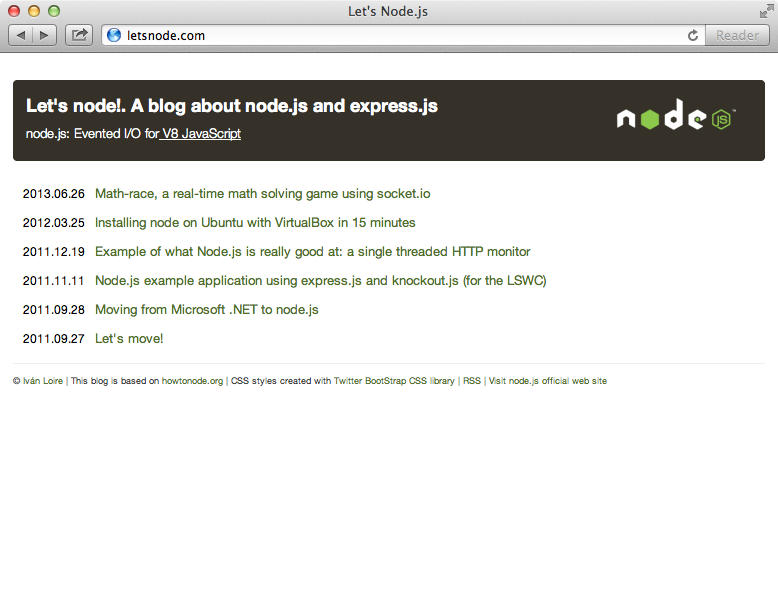 Let's Node.js
letsnode.com
Reader
Let's node!. A blog about node.js and express.js
node.js: Evented I/O for V8 JavaScript
node JS ™
2013.06.26 Math-race, a real-time math solving game using socket.io
2012.03.25 Installing node on Ubuntu with VirtualBox in 15 minutes
2011.12.19 Example of what Node.js is really good at: a single threaded HTTP monitor
2011.11.11 Node.js example application using express.js and knockout.js (for the LSWC)
2011.09.28 Moving from Microsoft .NET to node.js
2011.09.27 Let's move!
© Iván Loire | This blog is based on howtonode.org | CSS styles created with Twitter BootStrap CSS library | RSS | Visit node.js official web site